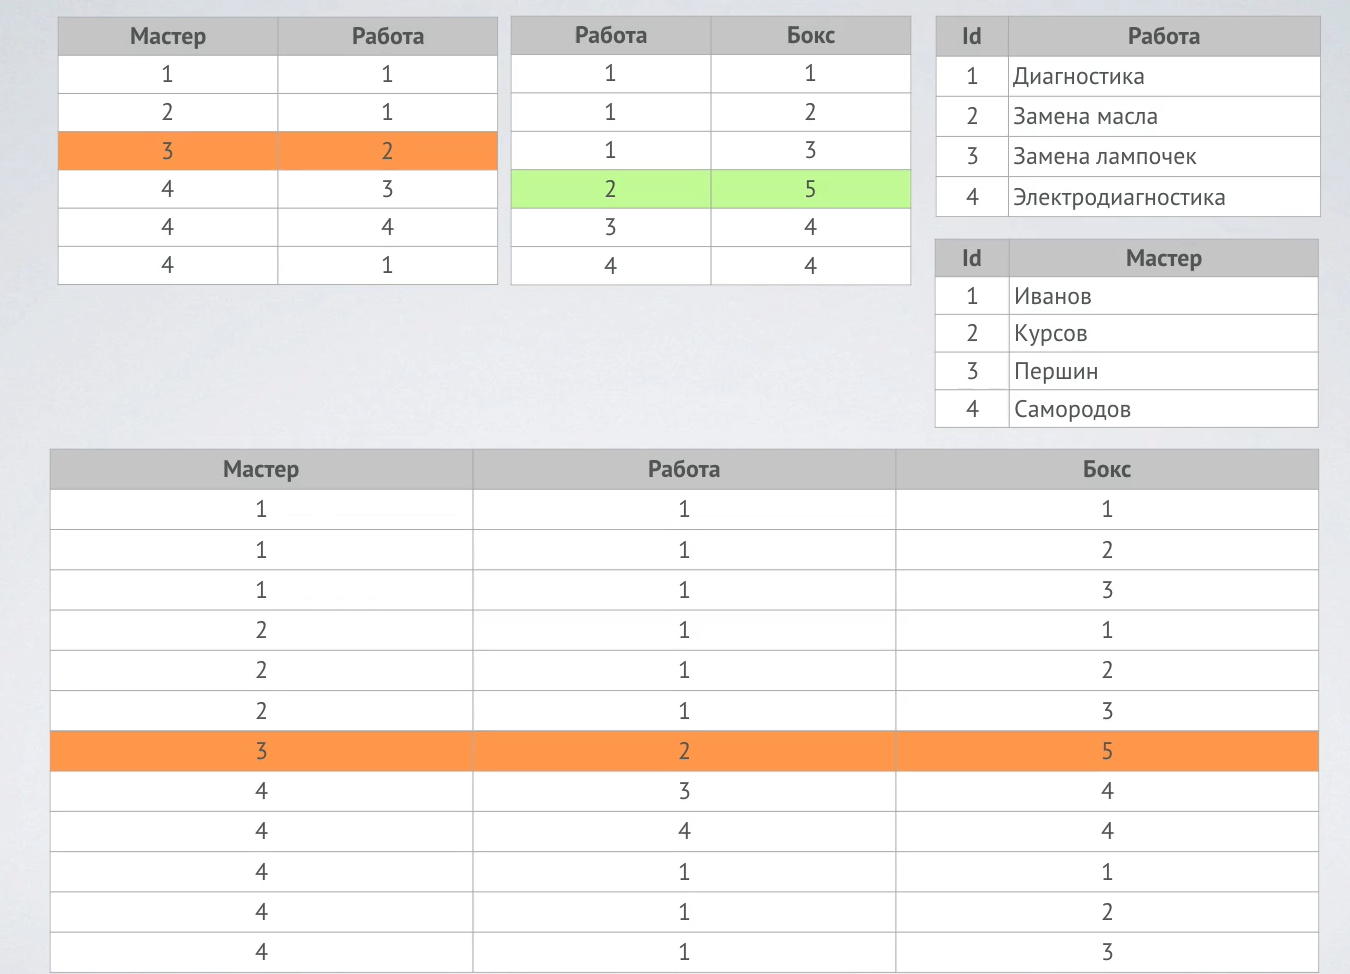 Мастер Работа
1 1
2 1
3 2
4 3
4 4
4 1
Работа Бокс
1 1
1 2
1 3
2 5
3 4
4 4
Id Работа
1 Диагностика
2 Замена масла
3 Замена лампочек
4 Электродиагностика
Id Мастер
1 Иванов
2 Курсов
3 Першин
4 Самородов
Мастер Работа Бокс
1 1 1
1 1 2
1 1 3
2 1 1
2 1 2
2 1 3
3 2 5
4 3 4
4 4 4
4 1 1
4 1 2
4 1 3